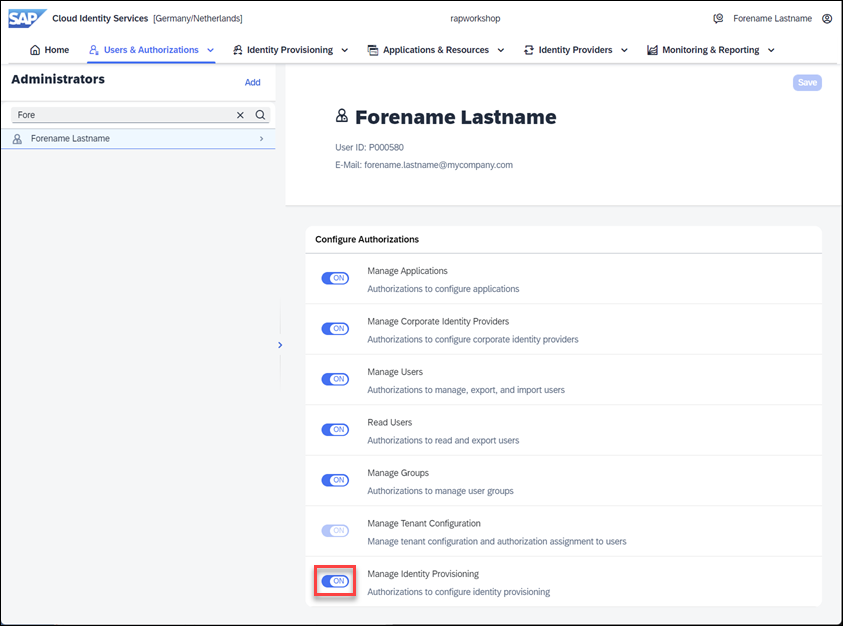 SAP Cloud Identity Services [Germany/Netherlands]
rapworkshop
Forename Lastname
Home
Users & Authorizations
Identity Provisioning
Applications & Resources
Identity Providers
Monitoring & Reporting
Administrators
Add
Fore
Forename Lastname
Save
Forename Lastname
User ID: P000580
E-Mail: forename.lastname@mycompany.com
Configure Authorizations
ON
Manage Applications
Authorizations to configure applications
ON
Manage Corporate Identity Providers
Authorizations to configure corporate identity providers
ON
Manage Users
Authorizations to manage, export, and import users
ON
Read Users
Authorizations to read and export users
ON
Manage Groups
Authorizations to manage user groups
ON
Manage Tenant Configuration
Manage tenant configuration and authorization assignment to users
ON
Manage Identity Provisioning
Authorizations to configure identity provisioning